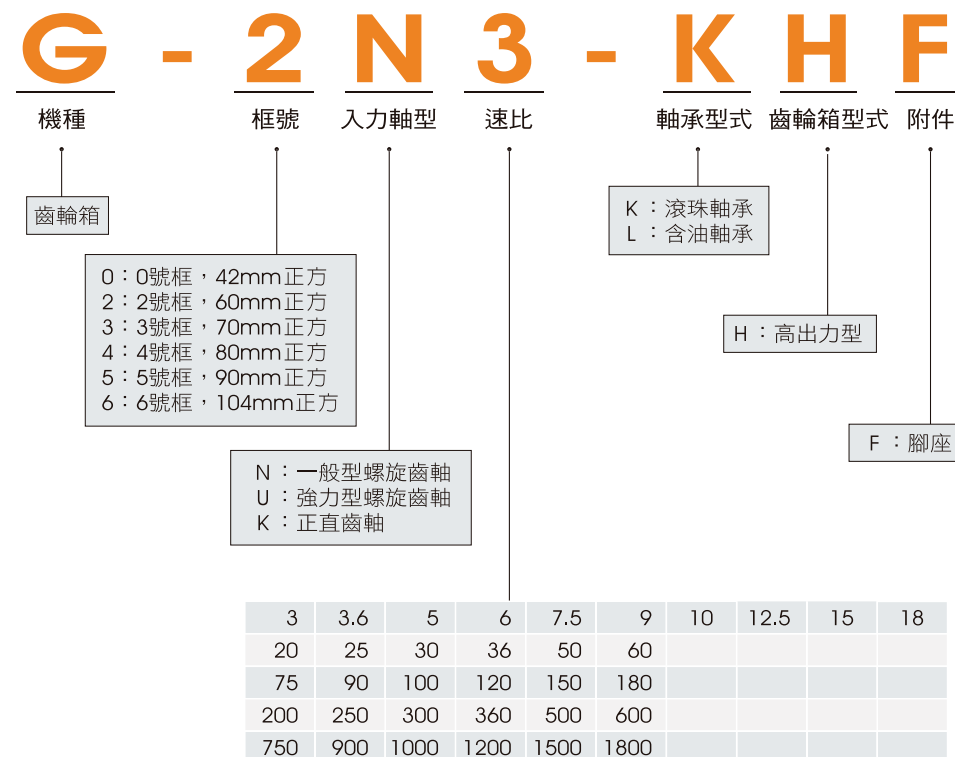 G - 2 N 3 - K H F
機種 框號 入力軸型 速比 軸承型式 齒輪箱型式 附件
齒輪箱
K：滾珠軸承
L：含油軸承
0：0號框，42mm正方
2：2號框，60mm正方
3：3號框，70mm正方
4：4號框，80mm正方
5：5號框，90mm正方
6：6號框，104mm正方
H：高出力型
F：腳座
N：一般型螺旋齒軸
U：強力型螺旋齒軸
K：正直齒軸
3 3.6 5 6 7.5 9 10 12.5 15 18
20 25 30 36 50 60
75 90 100 120 150 180
200 250 300 360 500 600
750 900 1000 1200 1500 1800